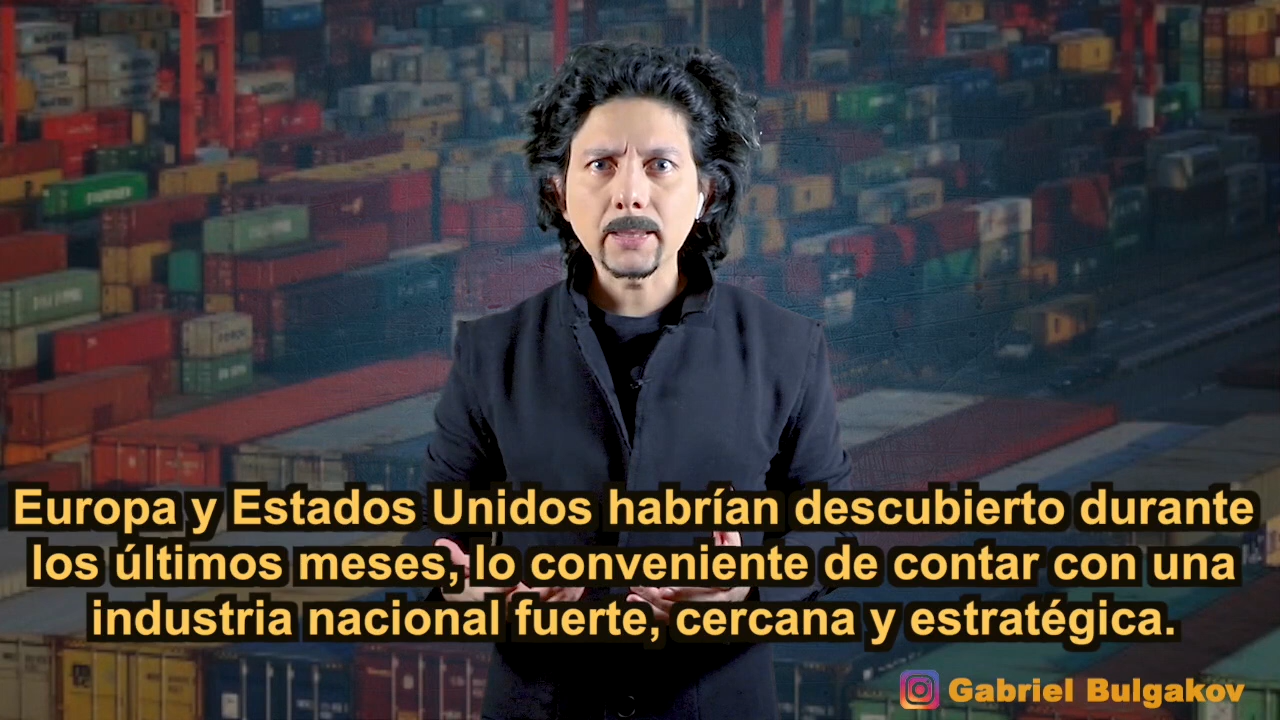 Europa y Estados Unidos habrían descubierto durante
los últimos meses, lo conveniente de contar con una
industria nacional fuerte, cercana y estratégica.
Gabriel Bulgakov